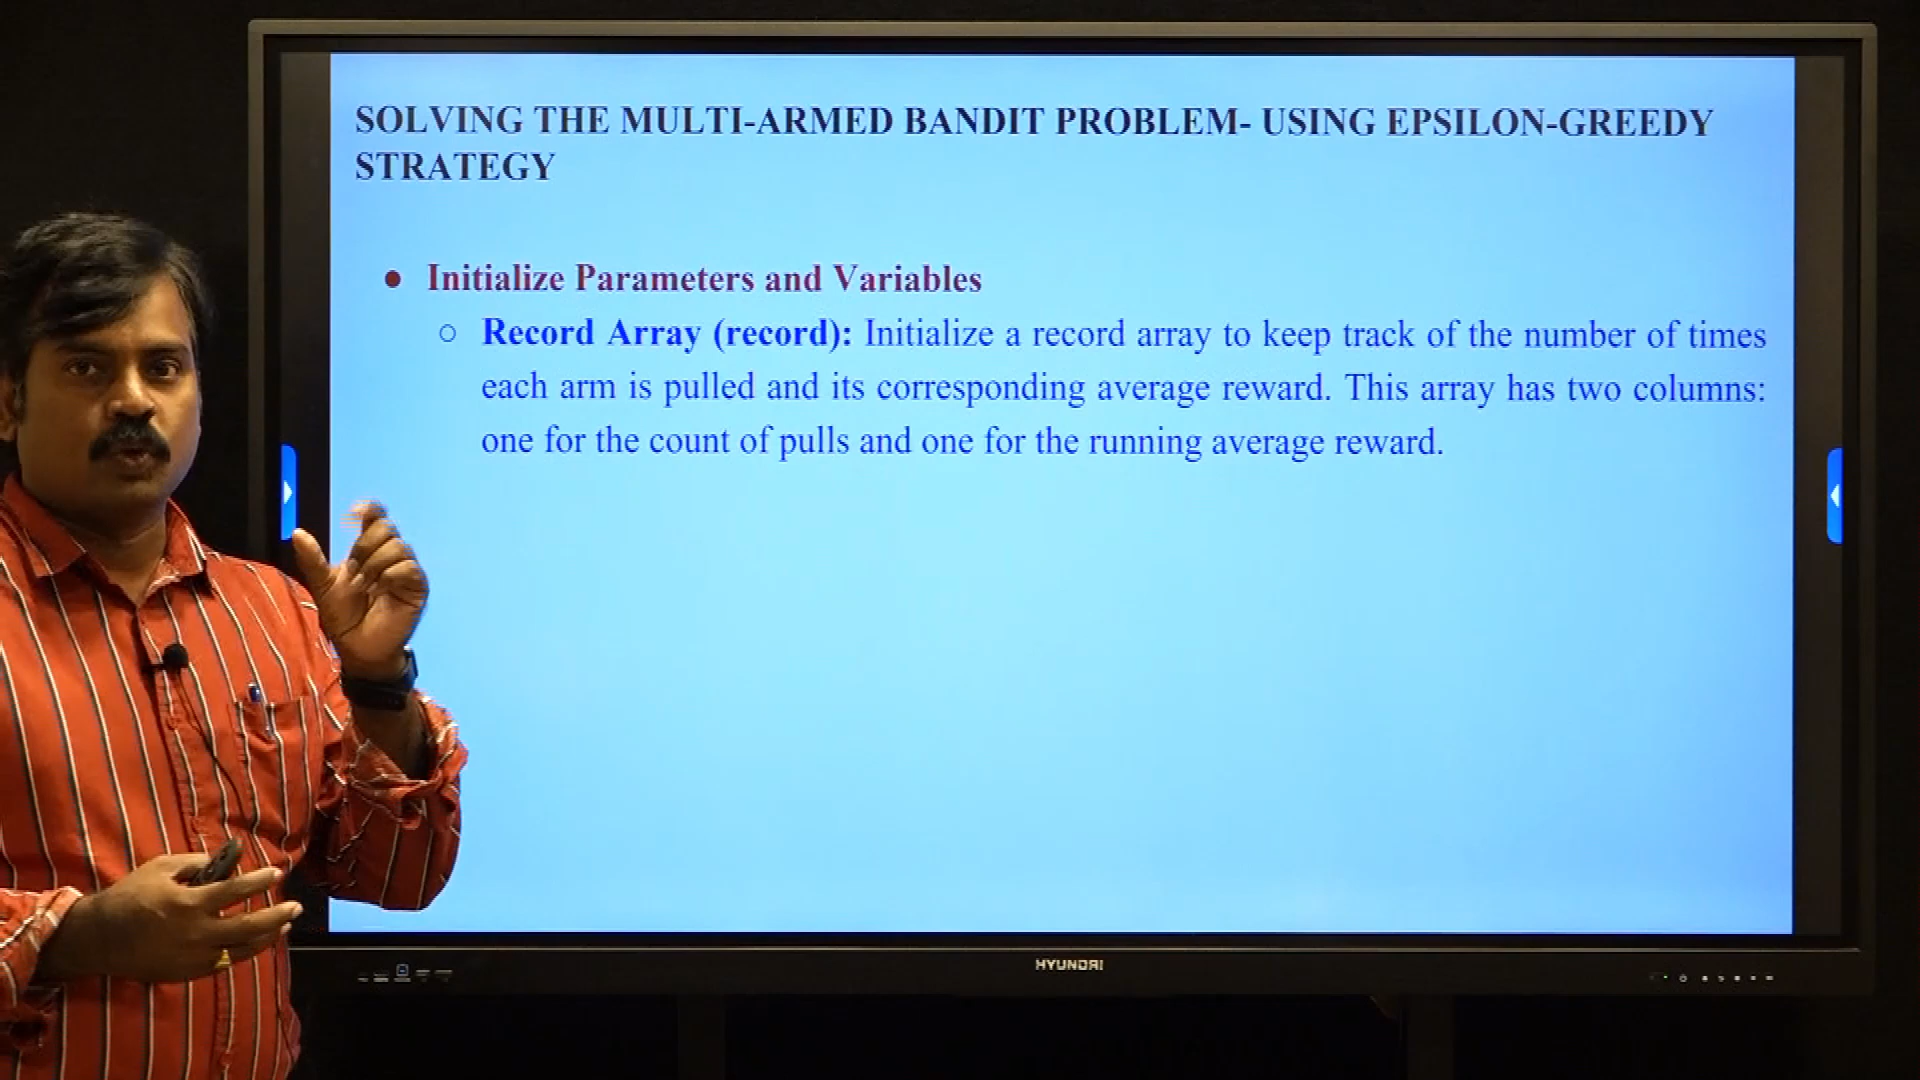 SOLVING THE MULTI-ARMED BANDIT PROBLEM- USING EPSILON-GREEDY
STRATEGY
● Initialize Parameters and Variables
○ Record Array (record): Initialize a record array to keep track of the number of times
each arm is pulled and its corresponding average reward. This array has two columns:
one for the count of pulls and one for the running average reward.
HYUNDAI